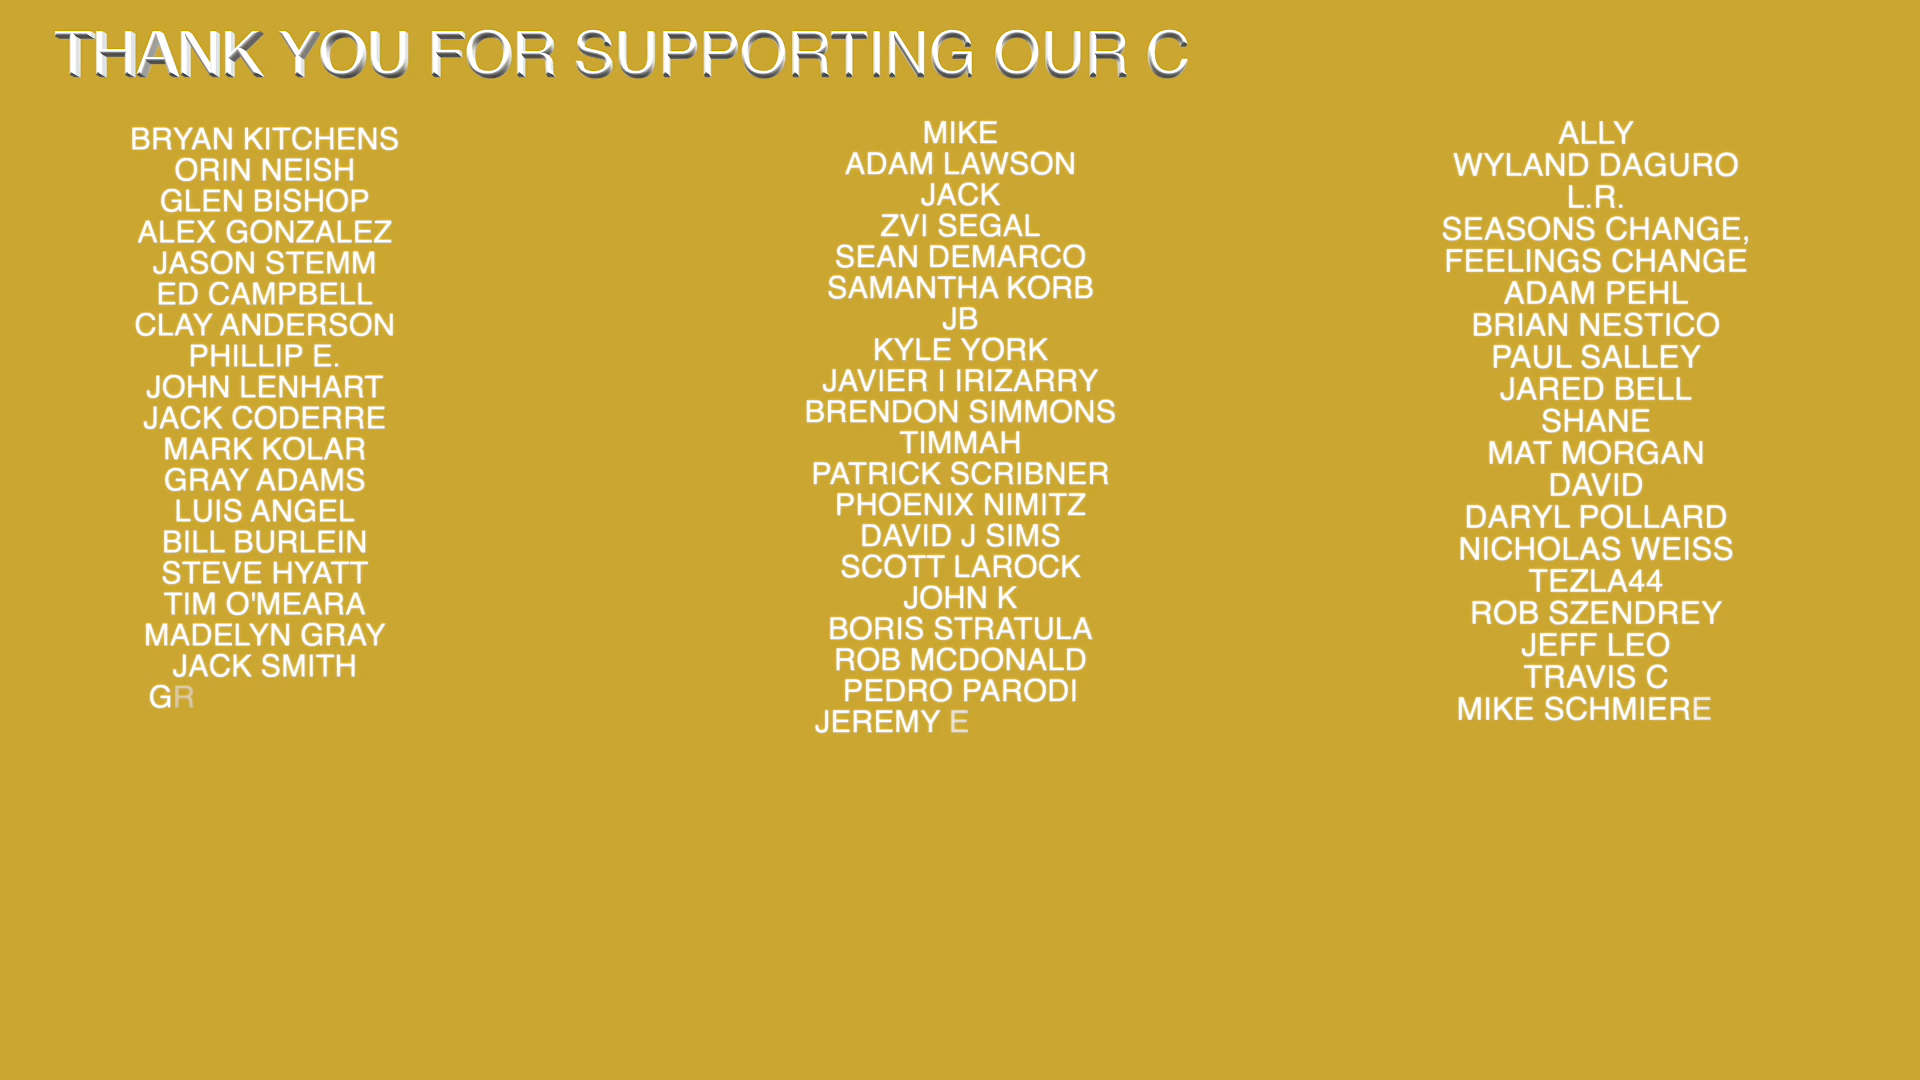 THANK YOU FOR SUPPORTING OUR C
BRYAN KITCHENS
ORIN NEISH
GLEN BISHOP
ALEX GONZALEZ
JASON STEMM
ED CAMPBELL
CLAY ANDERSON
PHILLIP E.
JOHN LENHART
JACK CODERRE
MARK KOLAR
GRAY ADAMS
LUIS ANGEL
BILL BURLEIN
STEVE HYATT
TIM O'MEARA
MADELYN GRAY
JACK SMITH
GR
MIKE
ADAM LAWSON
JACK
ZVI SEGAL
SEAN DEMARCO
SAMANTHA KORB
JB
KYLE YORK
JAVIER I IRIZARRY
BRENDON SIMMONS
TIMMAH
PATRICK SCRIBNER
PHOENIX NIMITZ
DAVID J SIMS
SCOTT LAROCK
JOHN K
BORIS STRATULA
ROB MCDONALD
PEDRO PARODI
JEREMY E
ALLY
WYLAND DAGURO
L.R.
SEASONS CHANGE,
FEELINGS CHANGE
ADAM PEHL
BRIAN NESTICO
PAUL SALLEY
JARED BELL
SHANE
MAT MORGAN
DAVID
DARYL POLLARD
NICHOLAS WEISS
TEZLA44
ROB SZENDREY
JEFF LEO
TRAVIS C
MIKE SCHMIERE